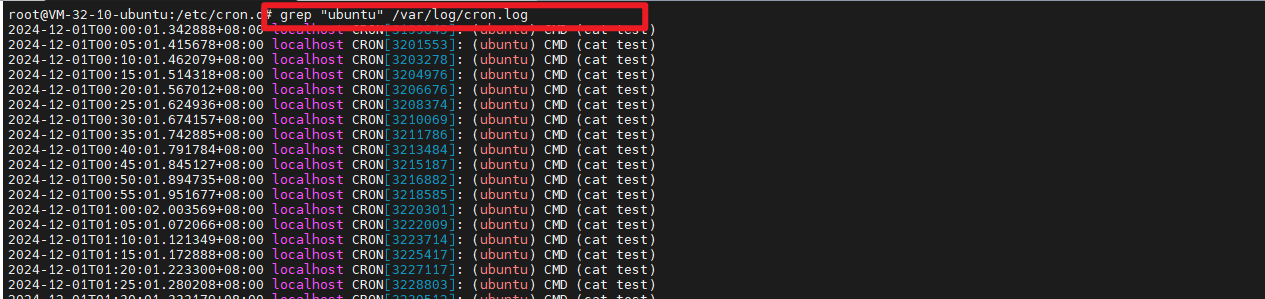 root@VM-32-10-ubuntu:/etc/cron.d# grep "ubuntu" /var/log/cron.log
2024-12-01T00:00:01.342888+08:00 localhost (ubuntu) CMD (cat test)
2024-12-01T00:05:01.415678+08:00 localhost CRON[3201553]: (ubuntu) CMD (cat test)
2024-12-01T00:10:01.462079+08:00 localhost CRON[3203278]: (ubuntu) CMD (cat test)
2024-12-01T00:15:01.514318+08:00 localhost CRON[3204976]: (ubuntu) CMD (cat test)
2024-12-01T00:20:01.567012+08:00 localhost CRON[3206676]: (ubuntu) CMD (cat test)
2024-12-01T00:25:01.624936+08:00 localhost CRON[3208374]: (ubuntu) CMD (cat test)
2024-12-01T00:30:01.674157+08:00 localhost CRON[3210069]: (ubuntu) CMD (cat test)
2024-12-01T00:35:01.742885+08:00 localhost CRON[3211786]: (ubuntu) CMD (cat test)
2024-12-01T00:40:01.791784+08:00 localhost CRON[3213484]: (ubuntu) CMD (cat test)
2024-12-01T00:45:01.845127+08:00 localhost CRON[3215187]: (ubuntu) CMD (cat test)
2024-12-01T00:50:01.894735+08:00 localhost CRON[3216882]: (ubuntu) CMD (cat test)
2024-12-01T00:55:01.951677+08:00 localhost CRON[3218585]: (ubuntu) CMD (cat test)
2024-12-01T01:00:02.003569+08:00 localhost CRON[3220301]: (ubuntu) CMD (cat test)
2024-12-01T01:05:01.072066+08:00 localhost CRON[3222009]: (ubuntu) CMD (cat test)
2024-12-01T01:10:01.121349+08:00 localhost CRON[3223714]: (ubuntu) CMD (cat test)
2024-12-01T01:15:01.172888+08:00 localhost CRON[3225417]: (ubuntu) CMD (cat test)
2024-12-01T01:20:01.223300+08:00 localhost CRON[3227117]: (ubuntu) CMD (cat test)
2024-12-01T01:25:01.280208+08:00 localhost CRON[3228803]: (ubuntu) CMD (cat test)
localhost (ubuntu) CMD (cat test)